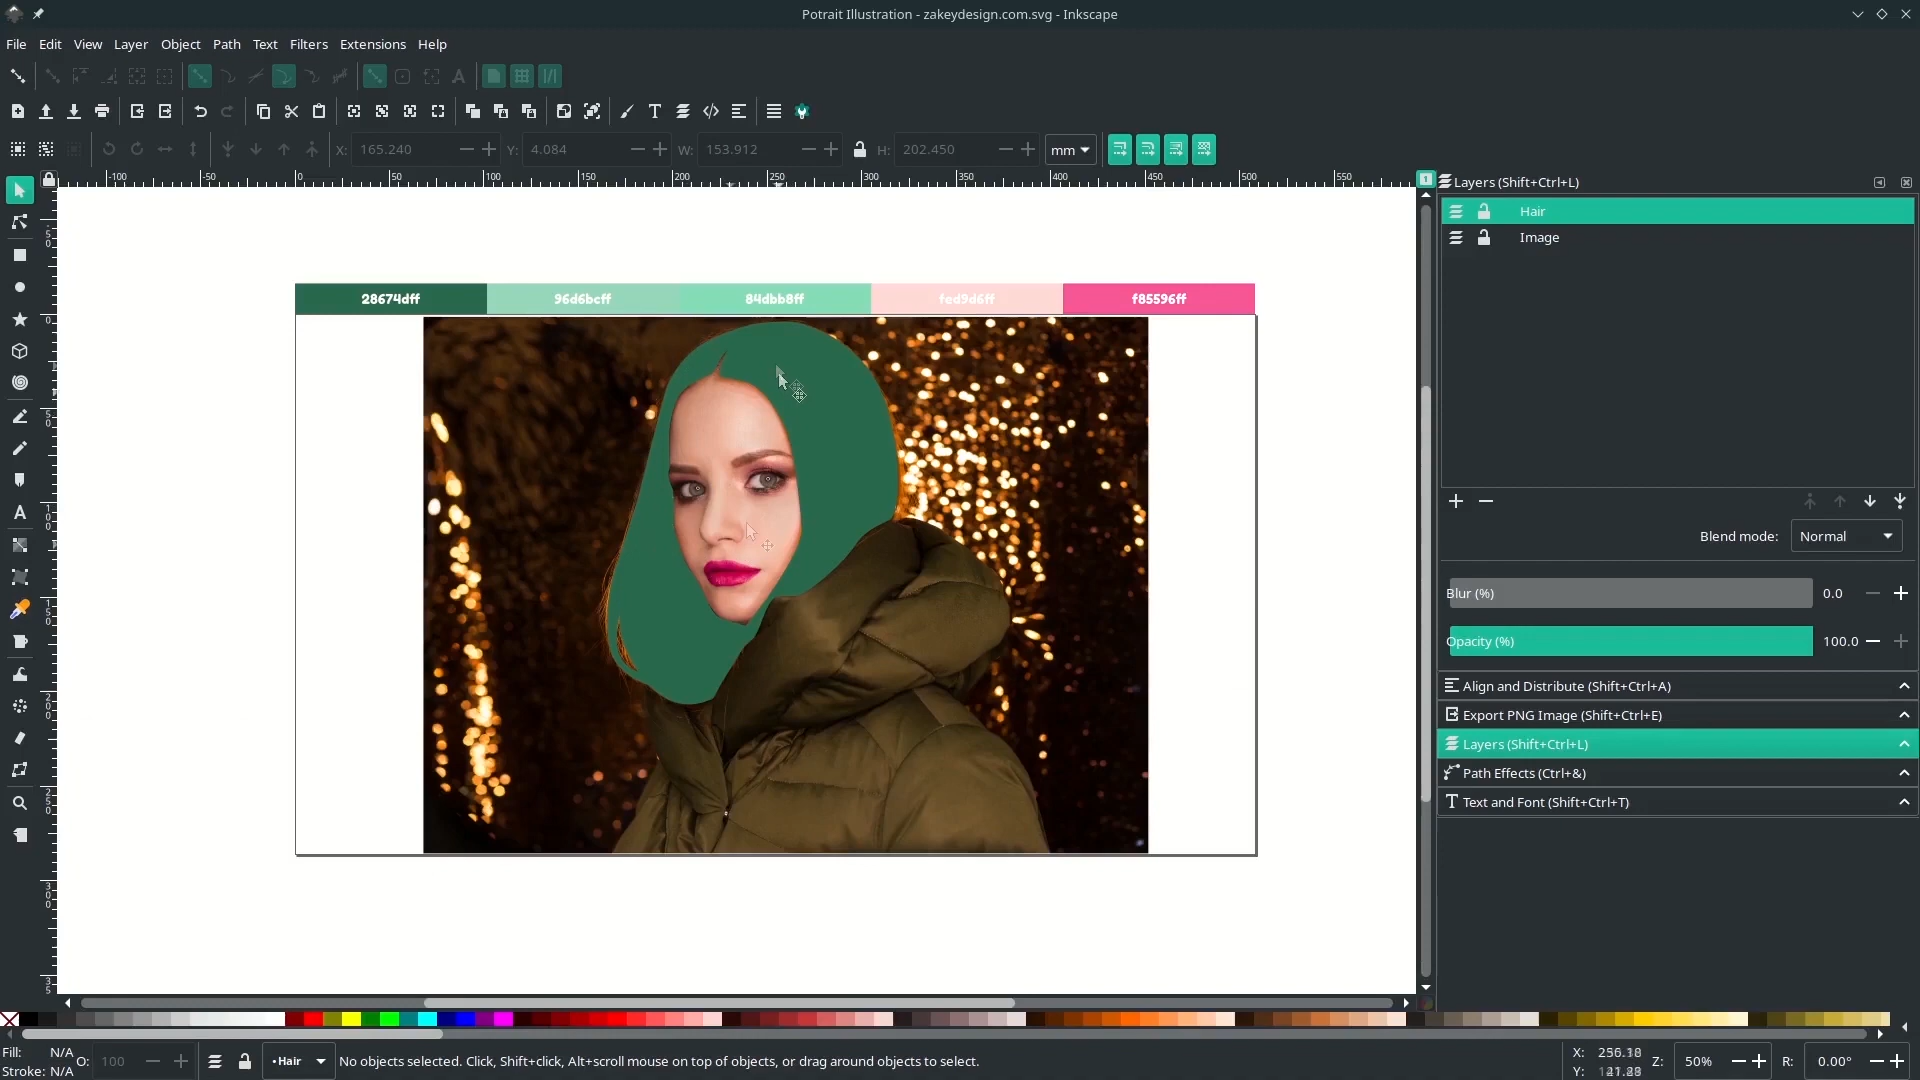 Potrait Illustration - zakeydesign.com.svg - Inkscape
File Edit View Layer Object Path Text Filters Extensions Help
X: 165.240 Y: 4.084 W: 153.912 H: 202.450 mm
-100 -50 0 50 100 150 200 250 300 350 400 450 500 550
1 Layers (Shift+Ctrl+L)
Hair
Image
28674dff 96d6bcff 84dbb8ff fed9d6ff f85596ff
Blend mode: Normal
Blur (%) 0.0
Opacity (%) 100.0
Align and Distribute (Shift+Ctrl+A)
Export PNG Image (Shift+Ctrl+E)
Layers (Shift+Ctrl+L)
Path Effects (Ctrl+&)
Text and Font (Shift+Ctrl+T)
Fill: N/A
Stroke: N/A
O: 100
•Hair
No objects selected. Click, Shift+click, Alt+scroll mouse on top of objects, or drag around objects to select.
X:
Y:
Z: 50% R: 0.00°